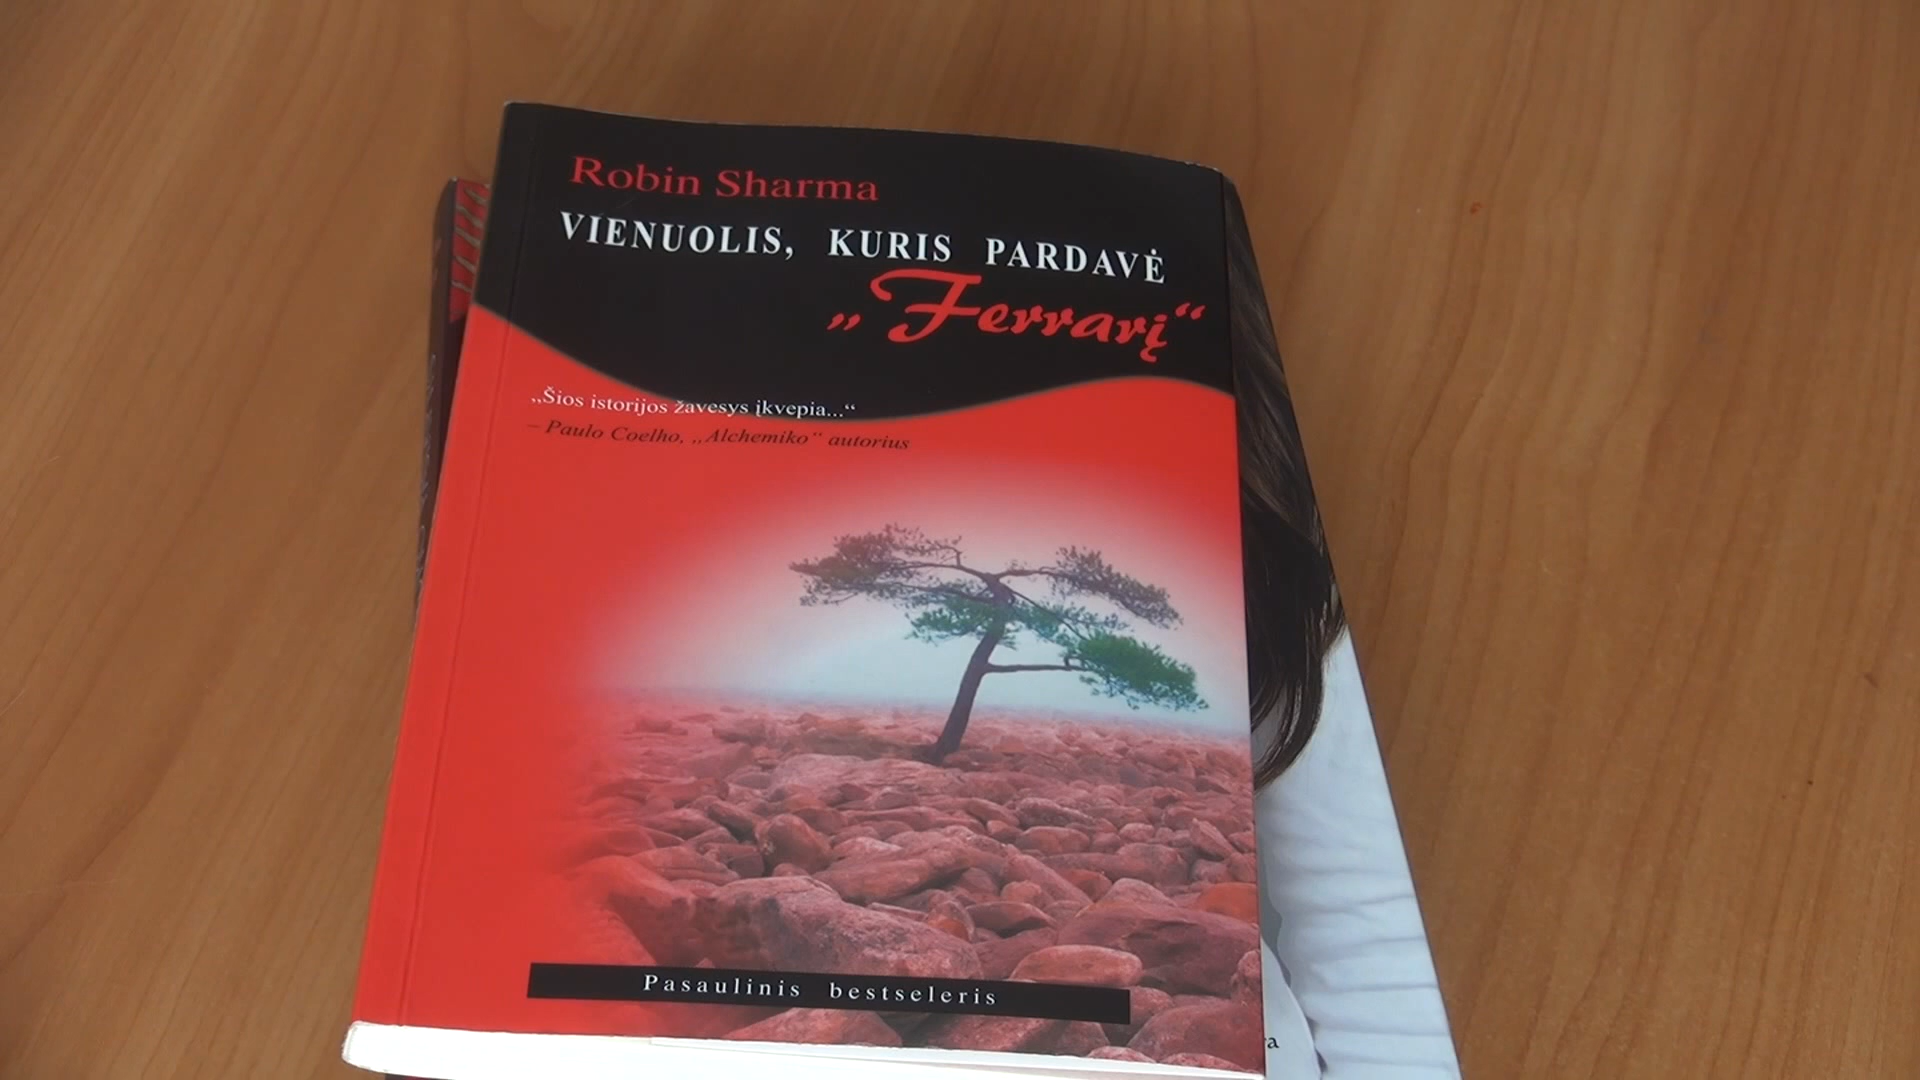 Robin Sharma
VIENUOLIS, KURIS PARDAVĖ
„Ferrarį“
„Šios istorijos žavesys įkvepia...“
– Paulo Coelho, „Alchemiko“ autorius
Pasaulinis bestseleris